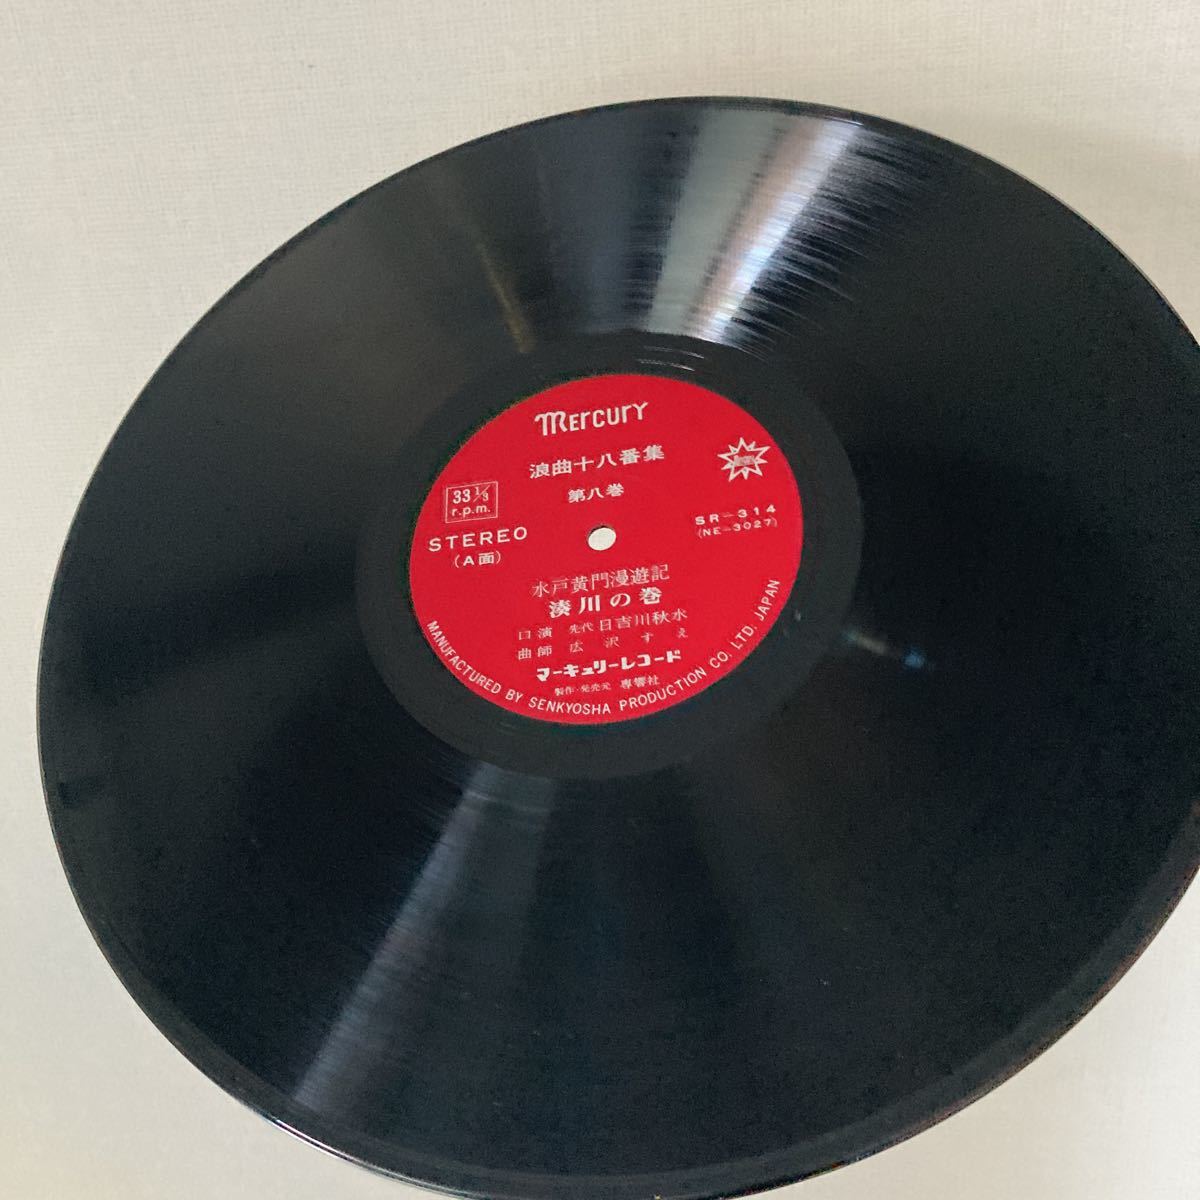 mercury
浪曲十八番集
第八巻
33 1/3
r.p.m.
STEREO
(A面)
SR-314
(NE-3027)
水戸黄門漫遊記
湊川の巻
口演 先代 日吉川秋水
曲師 広沢すえ
マーキュリーレコード
製作・発売元 専響社
MANUFACTURED BY SENKYOSHA PRODUCTION CO. LTD. JAPAN